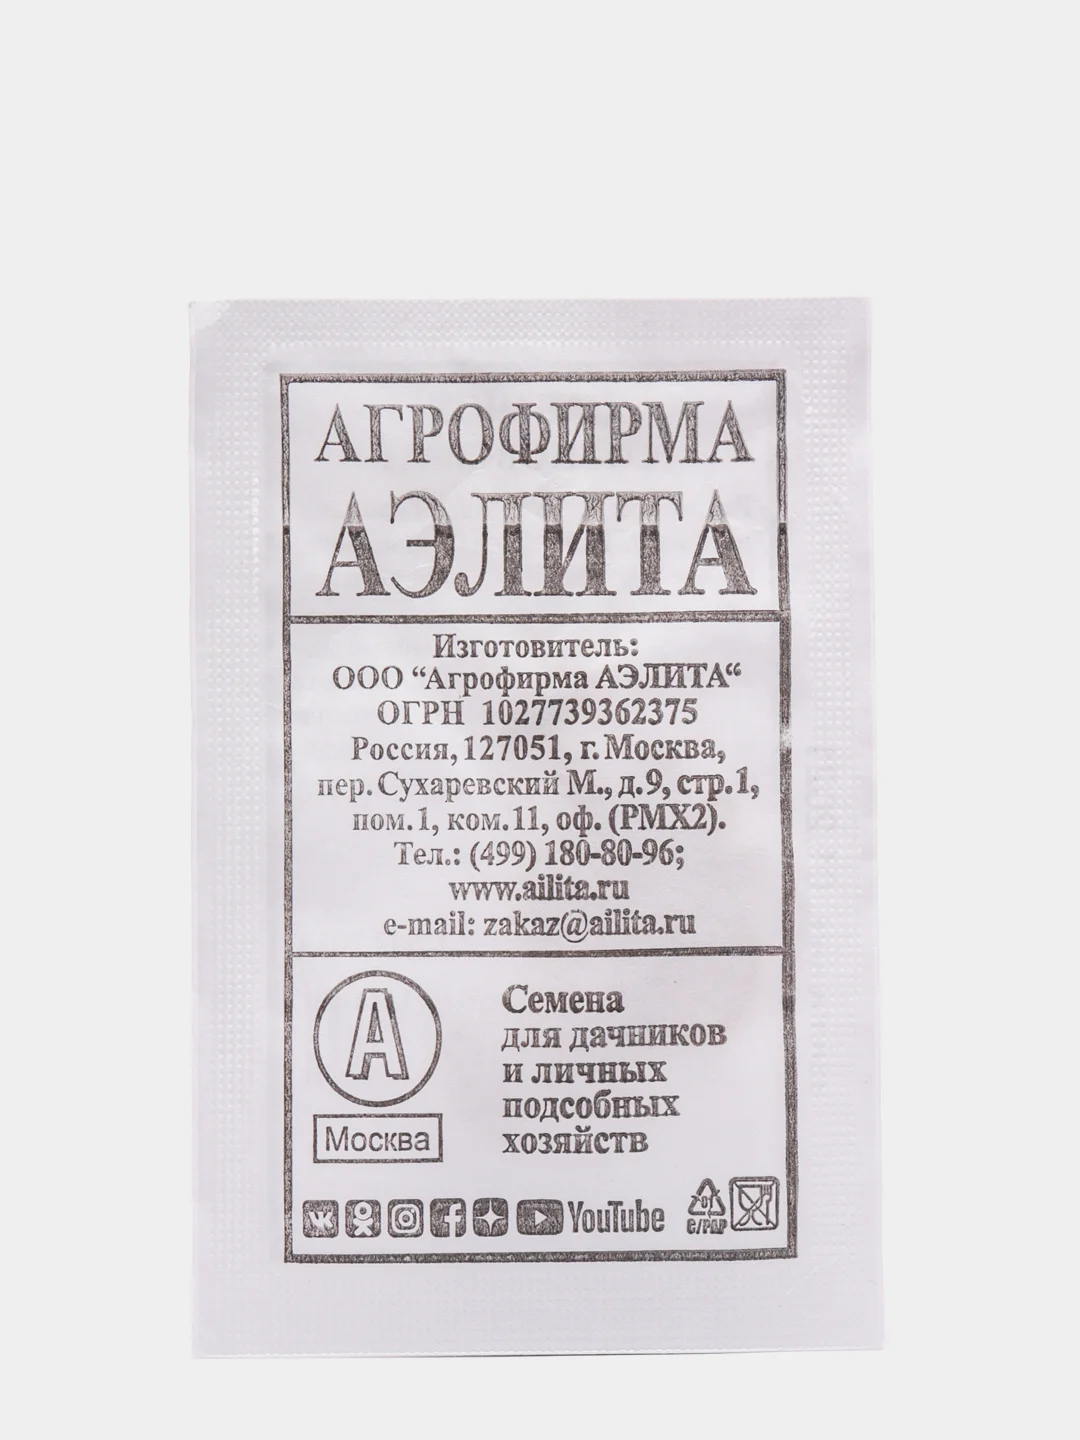 АГРОФИРМА
АЭЛИТА
Изготовитель:
ООО “Агрофирма АЭЛИТА“
ОГРН 1027739362375
Россия, 127051, г. Москва,
пер. Сухаревский М., д.9, стр.1,
пом.1, ком.11, оф. (РМХ2).
Тел.: (499) 180-80-96;
www.ailita.ru
e-mail: zakaz@ailita.ru
А
Москва
Семена
для дачников
и личных
подсобных
хозяйств
YouTube
C/PAP